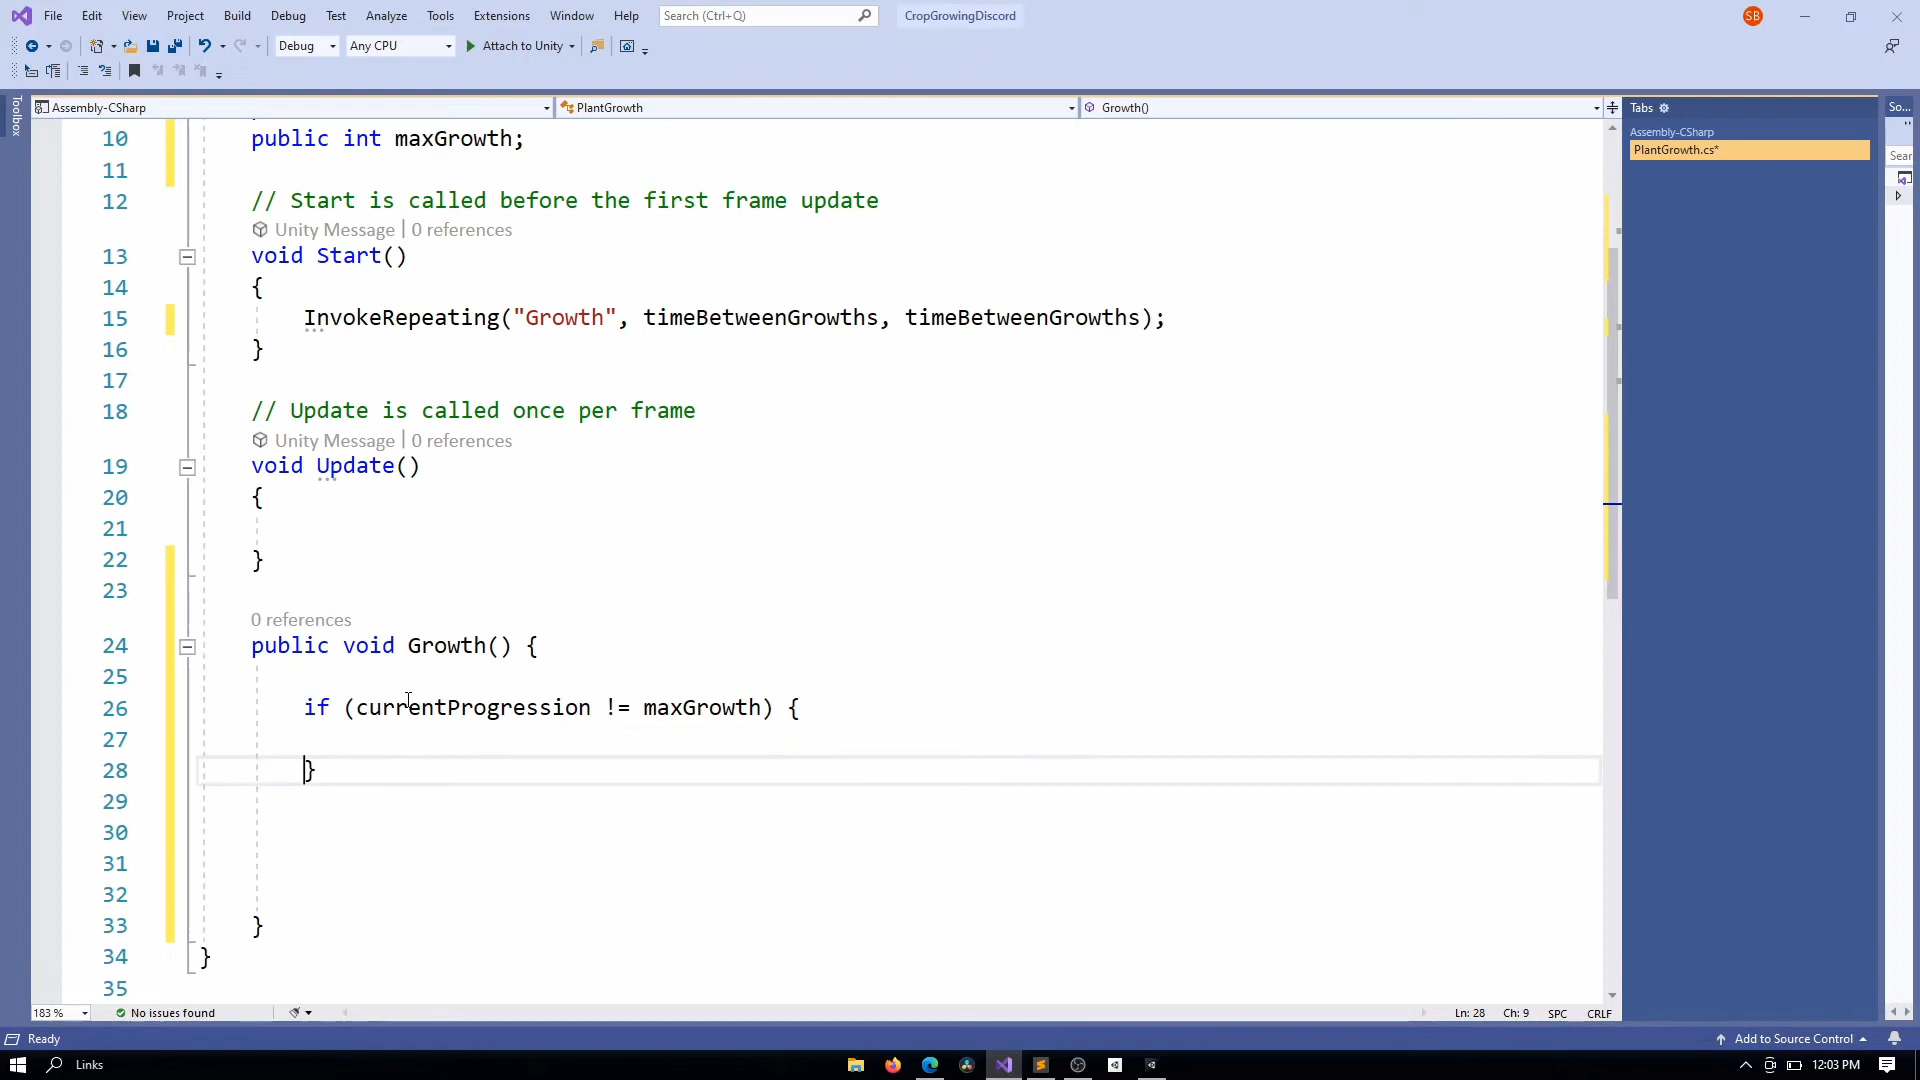 File Edit View Project Build Debug Test Analyze Tools Extensions Window Help Search (Ctrl+Q) CropGrowingDiscord SB
Debug Any CPU Attach to Unity
Toolbox
Assembly-CSharp PlantGrowth Growth()
10 public int maxGrowth;
11
12 // Start is called before the first frame update
Unity Message | 0 references
13 void Start()
14 {
15 InvokeRepeating("Growth", timeBetweenGrowths, timeBetweenGrowths);
16 }
17
18 // Update is called once per frame
Unity Message | 0 references
19 void Update()
20 {
21
22 }
23
0 references
24 public void Growth() {
25
26 if (currentProgression != maxGrowth) {
27
28 }
29
30
31
32
33 }
34 }
35
Tabs
Assembly-CSharp
PlantGrowth.cs*
So...
Sear
183 % No issues found Ln: 28 Ch: 9 SPC CRLF
Ready Add to Source Control
Links 12:03 PM